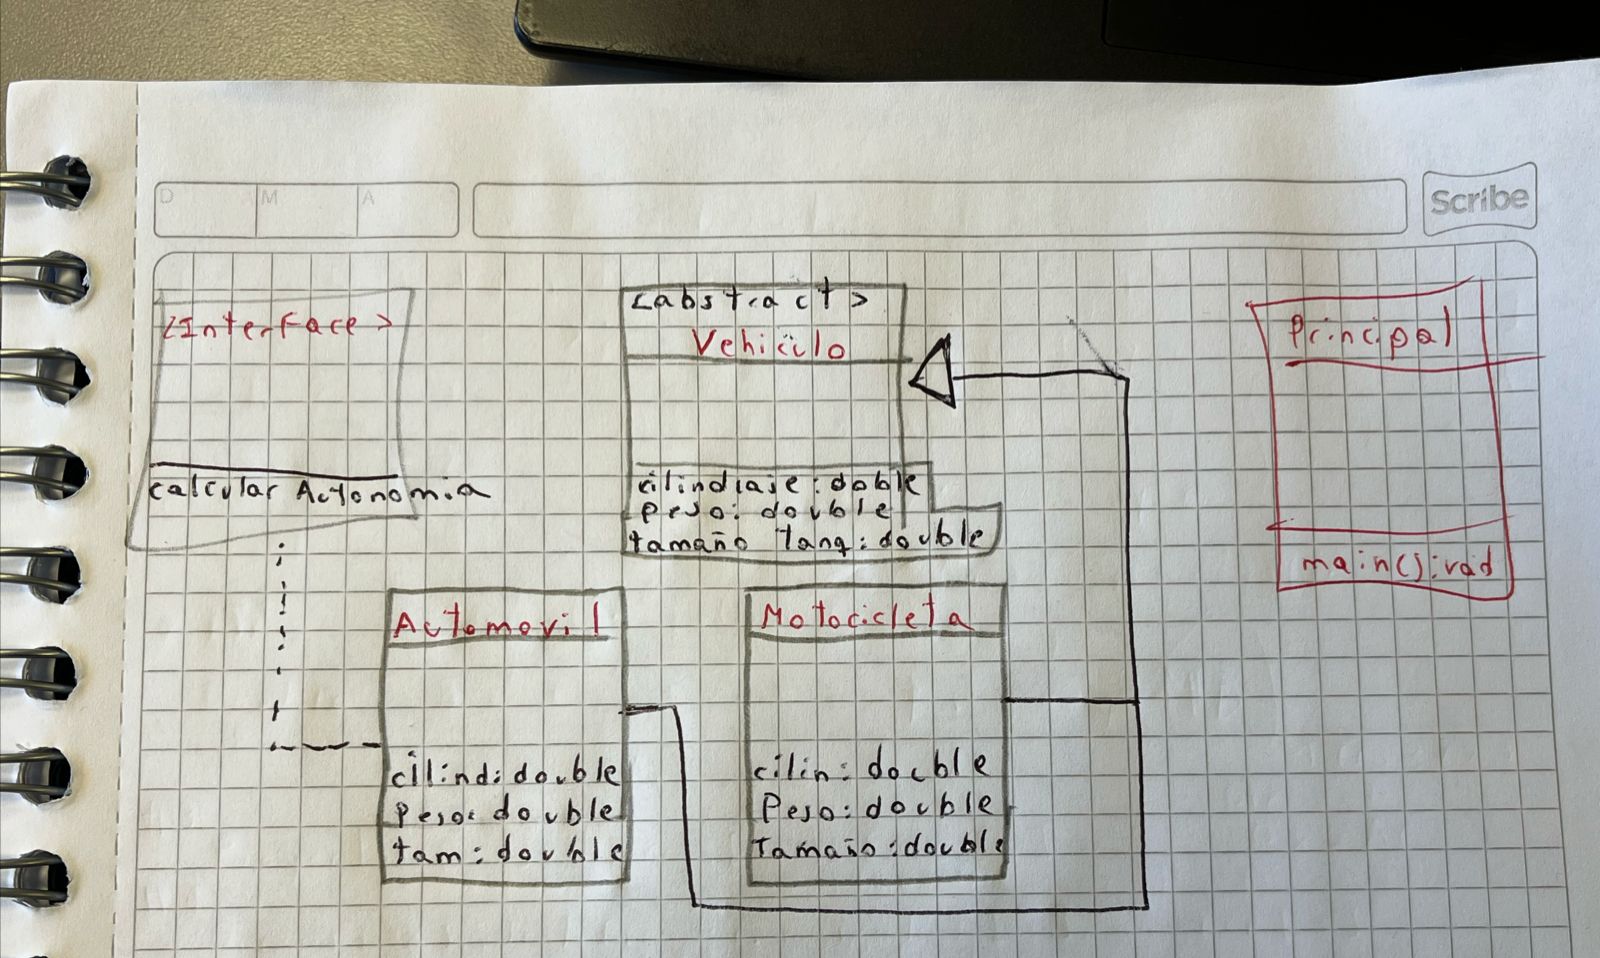 D M A
Scribe
<Interface>
calcular Autonomia
<abstract>
Vehiculo
cilindraje: doble
Peso: double
tamaño Tanq: double
Principal
main(): void
Automovil
cilind: double
Peso: double
tam: double
Motocicleta
cilin: double
Peso: double
Tamaño: double